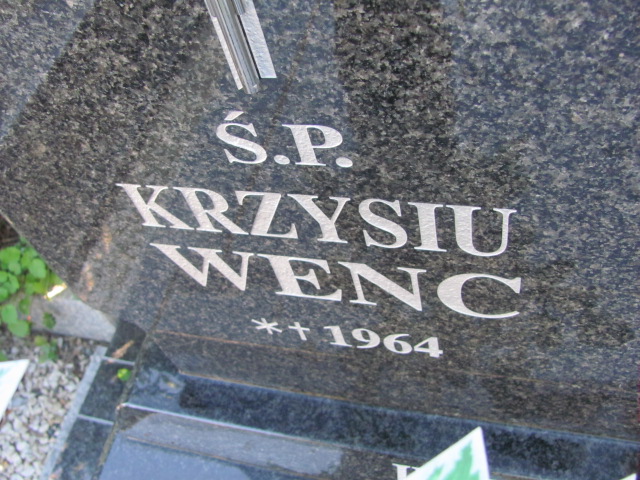 Ś.P.
KRZYSIU
WENC
*✝1964